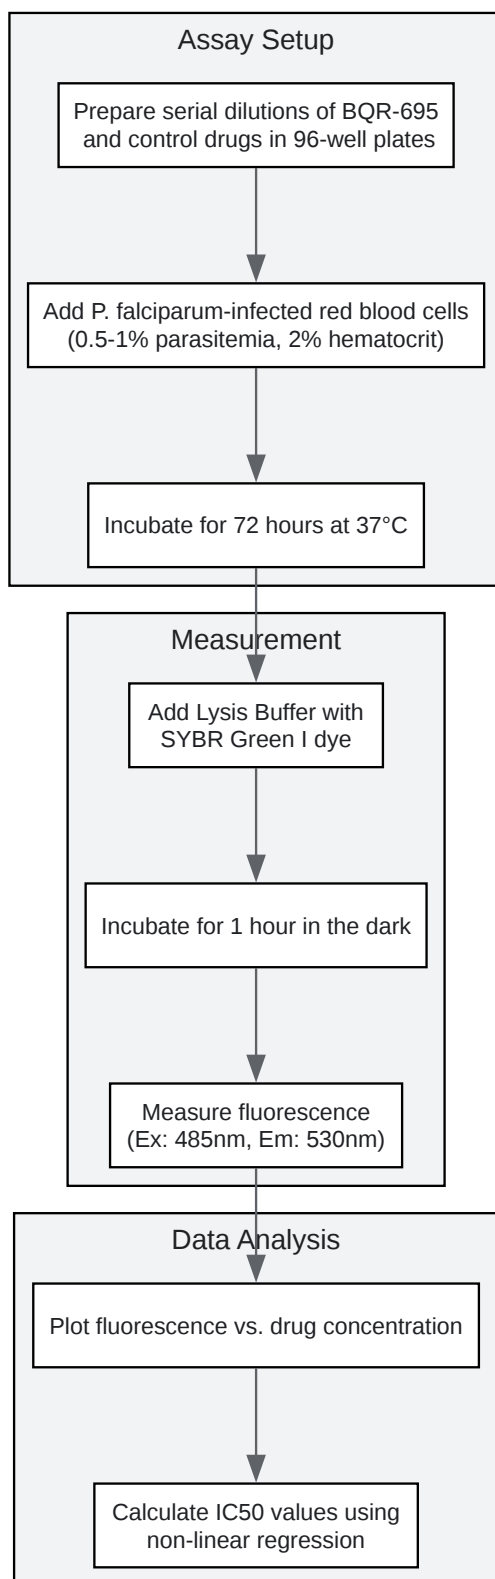 Assay Setup
Prepare serial dilutions of BQR-695
and control drugs in 96-well plates
Add P. falciparum-infected red blood cells
(0.5-1% parasitemia, 2% hematocrit)
Incubate for 72 hours at 37°C
Measurement
Add Lysis Buffer with
SYBR Green I dye
Incubate for 1 hour in the dark
Measure fluorescence
(Ex: 485nm, Em: 530nm)
Data Analysis
Plot fluorescence vs. drug concentration
Calculate IC50 values using
non-linear regression